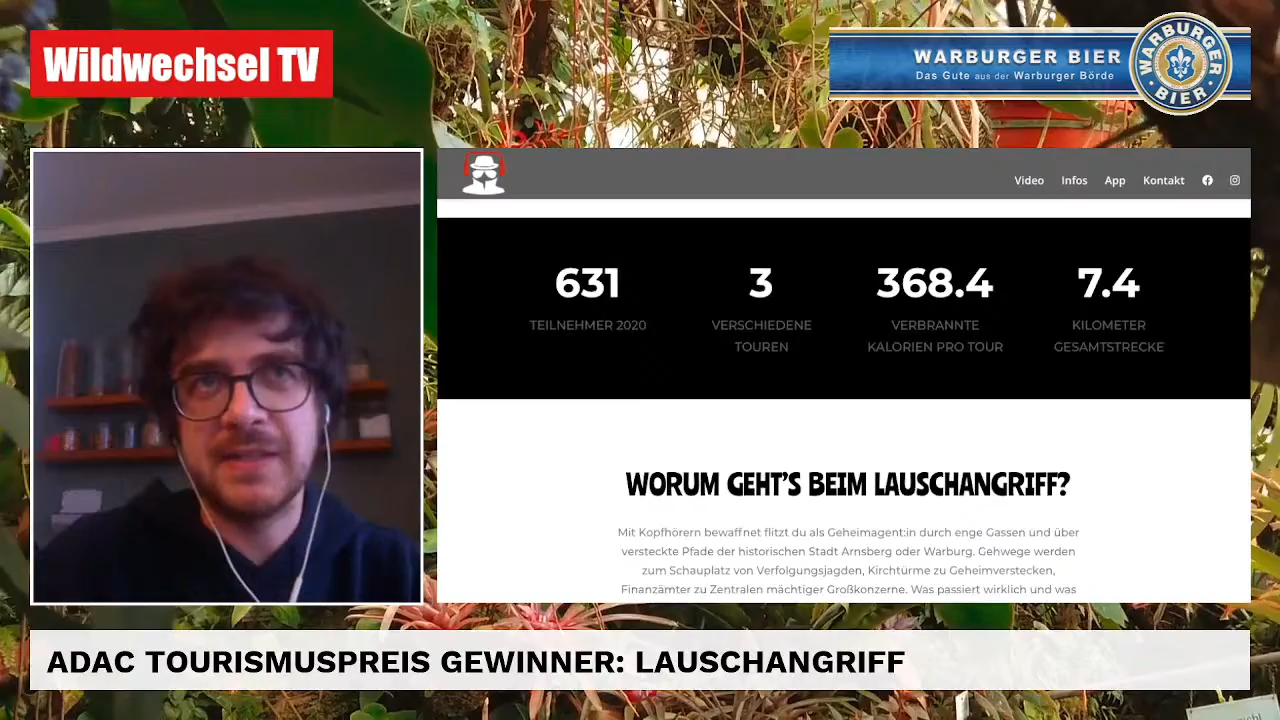 Wildwechsel TV
WARBURGER BIER
Das Gute aus der Warburger Börde
WARBURGER
BIER
Video Infos App Kontakt
631
TEILNEHMER 2020
3
VERSCHIEDENE
TOUREN
368.4
VERBRANNTE
KALORIEN PRO TOUR
7.4
KILOMETER
GESAMTSTRECKE
WORUM GEHT'S BEIM LAUSCHANGRIFF?
Mit Kopfhörern bewaffnet flitzt du als Geheimagent:in durch enge Gassen und über
versteckte Pfade der historischen Stadt Arnsberg oder Warburg. Gehwege werden
zum Schauplatz von Verfolgungsjagden, Kirchtürme zu Geheimverstecken,
Finanzämter zu Zentralen mächtiger Großkonzerne. Was passiert wirklich und was
ADAC TOURISMUSPREIS GEWINNER: LAUSCHANGRIFF